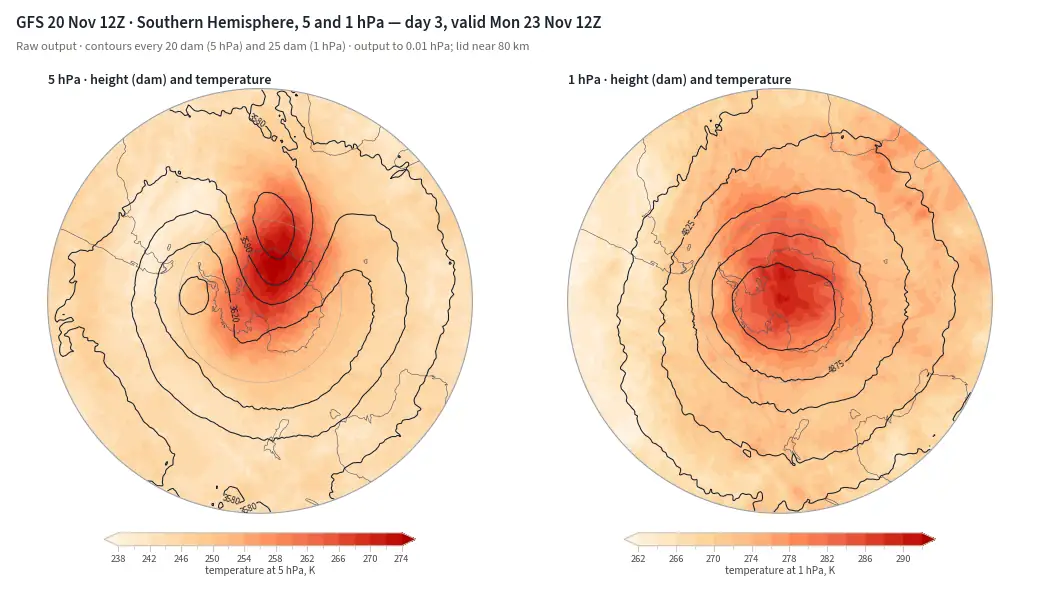 GFS 20 Nov 12Z · Southern Hemisphere, 5 and 1 hPa — day 3, valid Mon 23 Nov 12Z
Raw output · contours every 20 dam (5 hPa) and 25 dam (1 hPa) · output to 0.01 hPa; lid near 80 km
5 hPa · height (dam) and temperature
1 hPa · height (dam) and temperature
3580
4825
3580
3620
4875
3580
3580
238 242 246 250 254 258 262 266 270 274
temperature at 5 hPa, K
262 266 270 274 278 282 286 290
temperature at 1 hPa, K